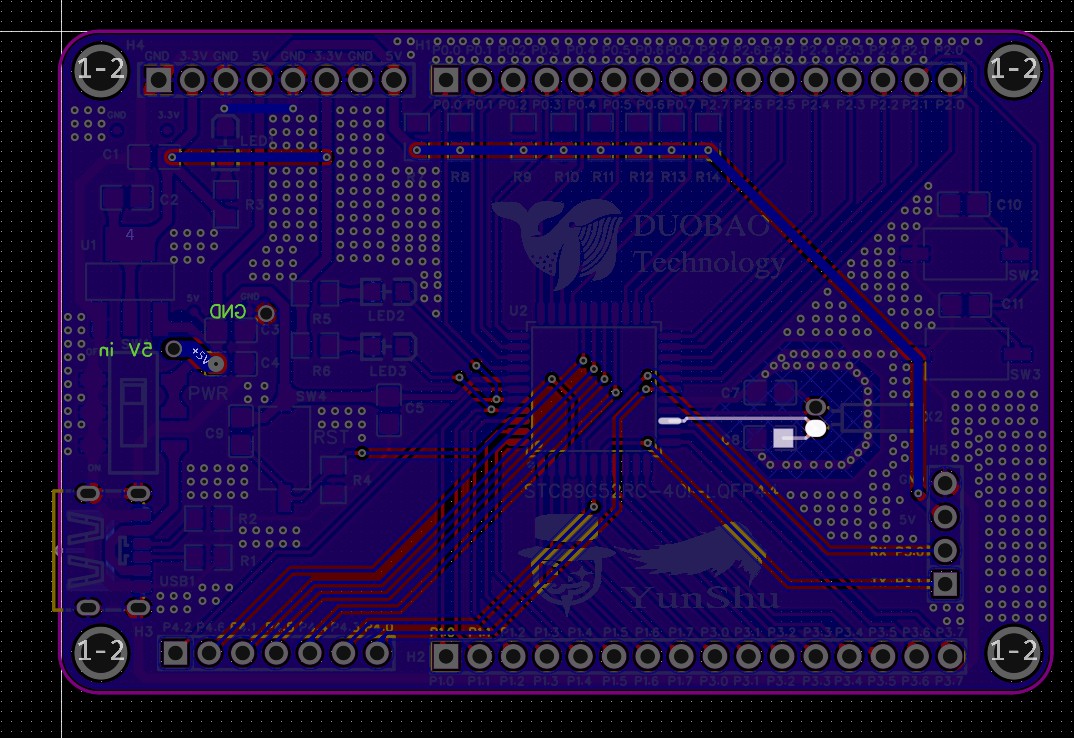 H4
GND 3.3V GND 5V GND 3.3V GND 5V
H1
P0.0 P0.1 P0.2 P0.3 P0.4 P0.5 P0.6 P0.7 P2.7 P2.6 P2.5 P2.4 P2.3 P2.2 P2.1 P2.0
1-2
1-2
P0.0 P0.1 P0.2 P0.3 P0.4 P0.5 P0.6 P0.7 P2.7 P2.6 P2.5 P2.4 P2.3 P2.2 P2.1 P2.0
GND 3.3V
LED1
C1
R8 R9 R10 R11 R12 R13 R14
C2
R3
C10
4
DUOBAO
Technology
U1
SW2
5V GND
C11
GND
R5
LED2
U2
C3
5V in
+5V
C4
R6
LED3
SW3
PWR
SW4
C5
C7
X2
C9
RST
C8
H5
ON
R4
STC89C52RC-40I-LQFP44
5V
R2
RX P3.0
R1
USB1
TX P3.1
YunShu
H3
P4.2 P4.1 P4.0
P1.0 P1.1 P1.2 P1.3 P1.4 P1.5 P1.6 P1.7 P3.0 P3.1 P3.2 P3.3 P3.4 P3.5 P3.6 P3.7
1-2
H2
1-2
P1.0 P1.1 P1.2 P1.3 P1.4 P1.5 P1.6 P1.7 P3.0 P3.1 P3.2 P3.3 P3.4 P3.5 P3.6 P3.7